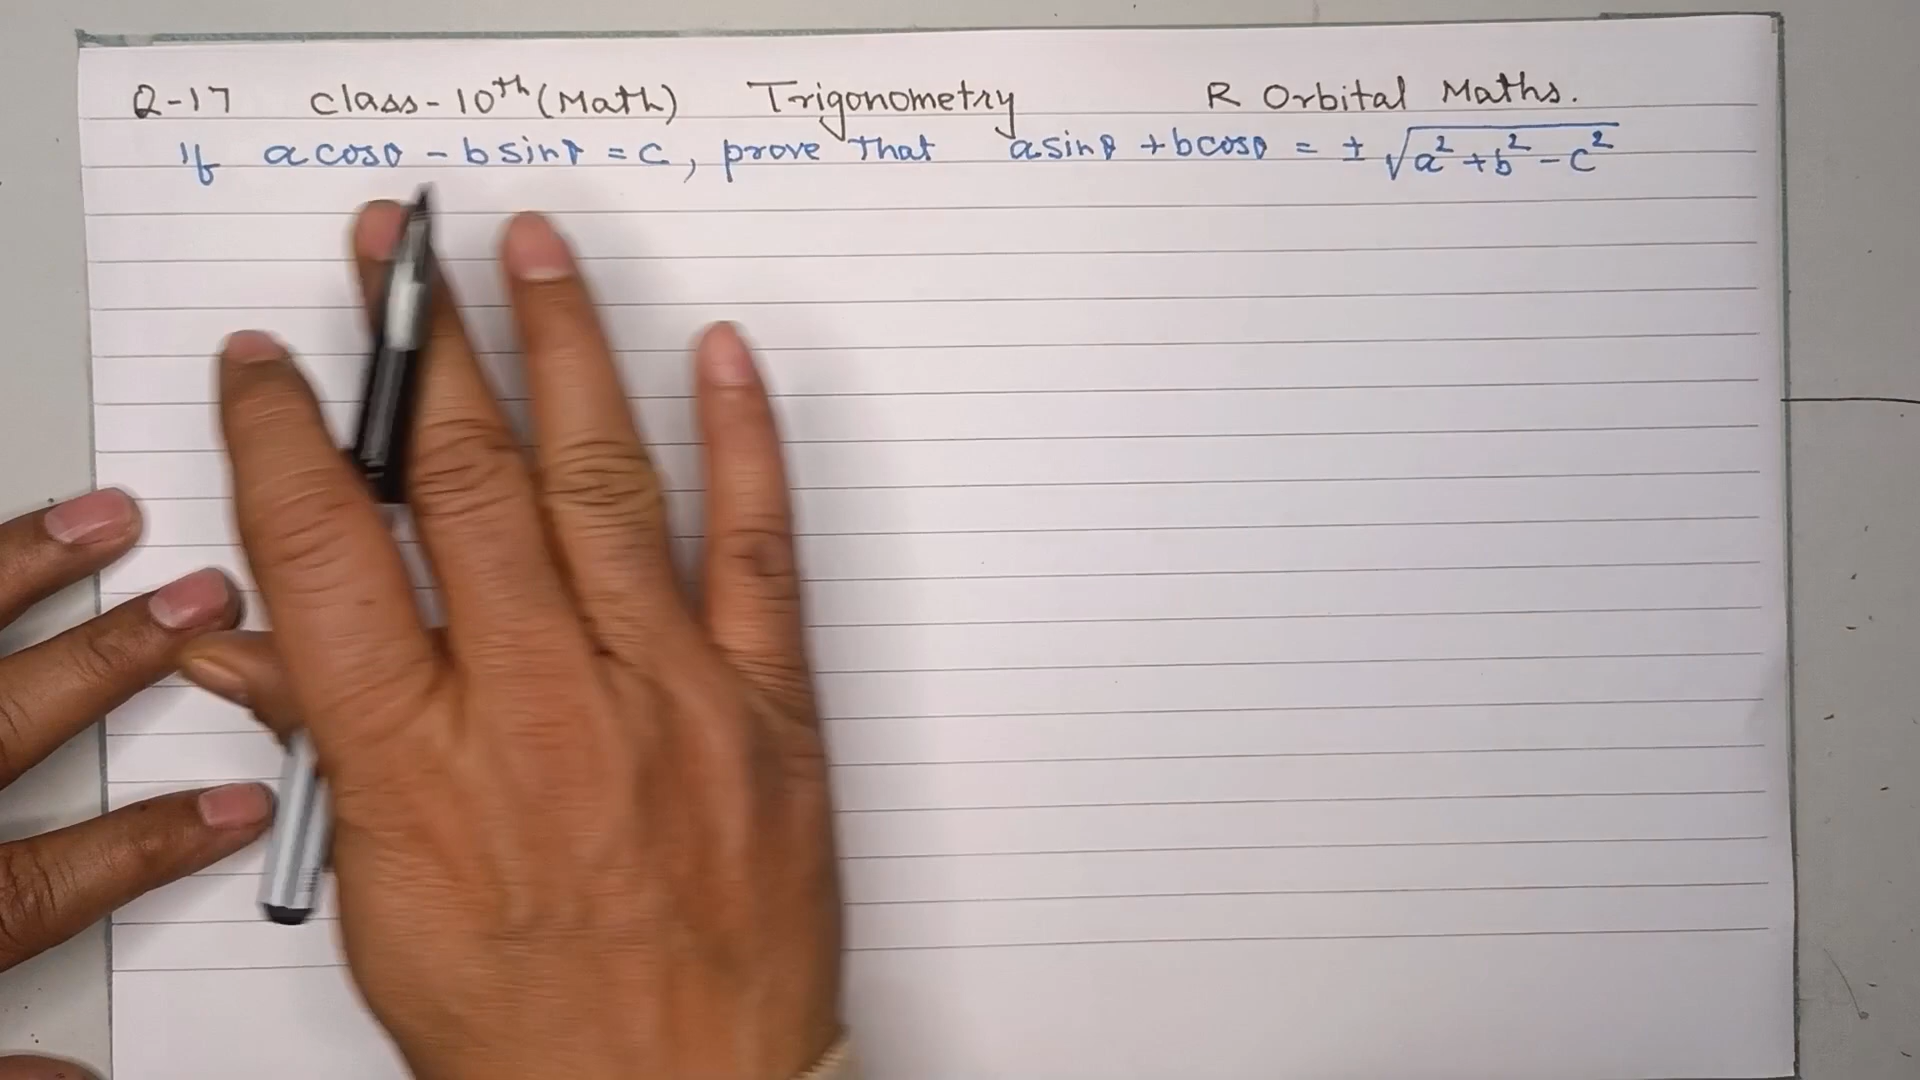 Q-17 Class-10th (Math) Trigonometry R Orbital Maths.
If a cosθ - b sinθ = c, prove that a sinθ + b cosθ = ± √a² + b² - c²